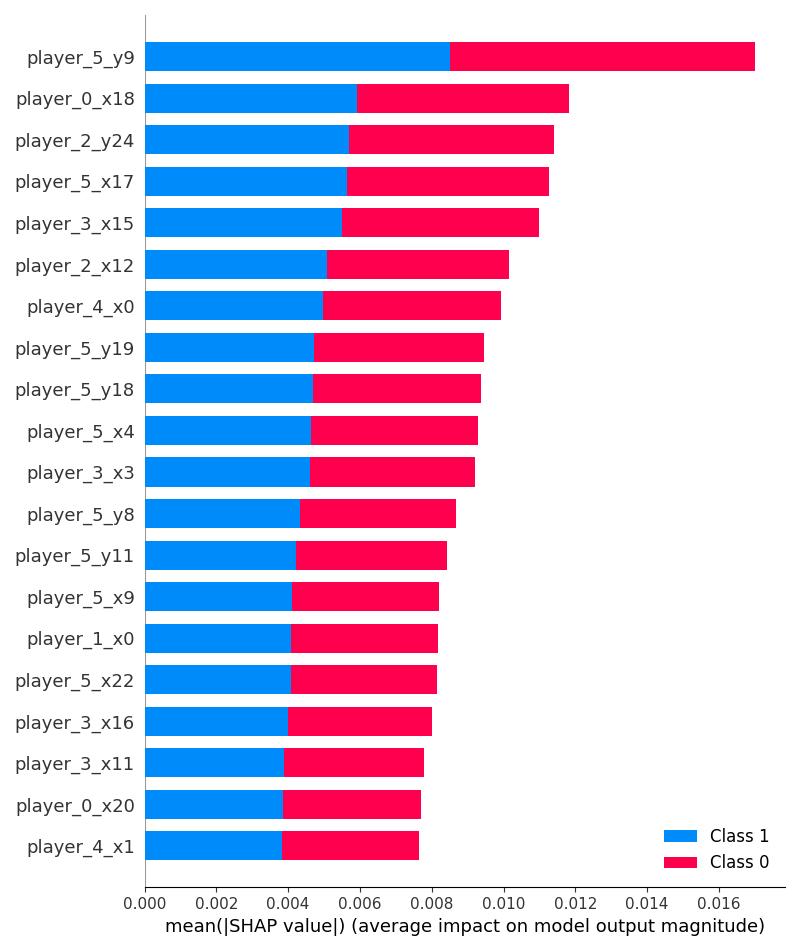 player_5_y9
player_0_x18
player_2_y24
player_5_x17
player_3_x15
player_2_x12
player_4_x0
player_5_y19
player_5_y18
player_5_x4
player_3_x3
player_5_y8
player_5_y11
player_5_x9
player_1_x0
player_5_x22
player_3_x16
player_3_x11
player_0_x20
player_4_x1
Class 1
Class 0
0.000 0.002 0.004 0.006 0.008 0.010 0.012 0.014 0.016
mean(|SHAP value|) (average impact on model output magnitude)